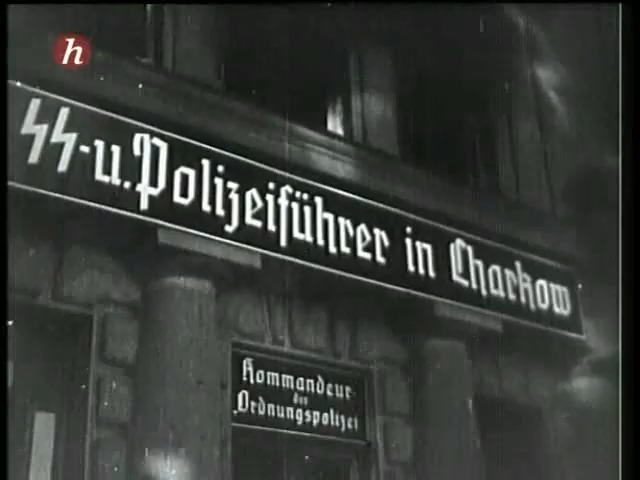 h
SS-u. Polizeiführer in Charkow
Kommandeur
der
Ordnungspolizei